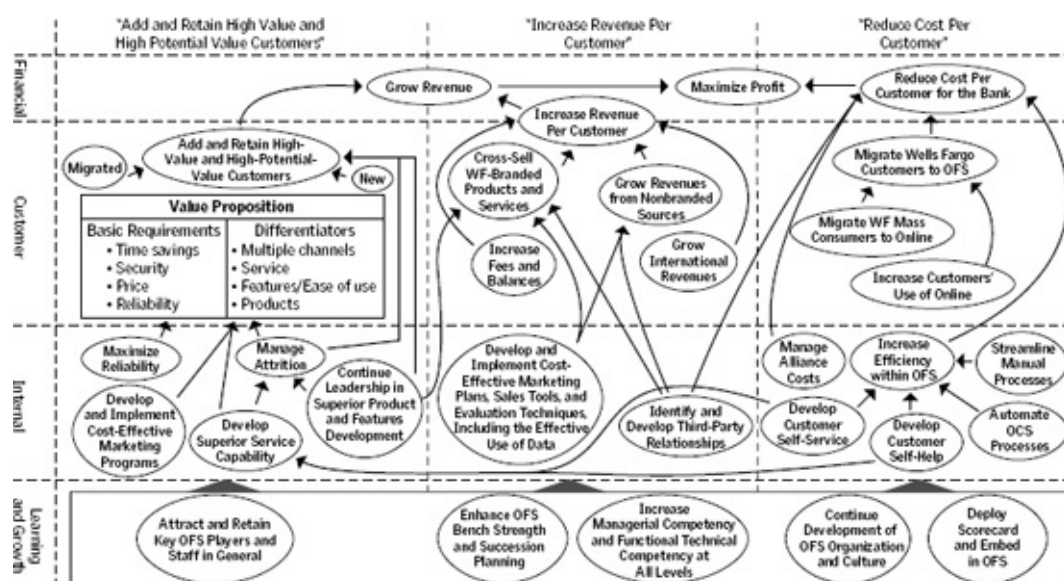 "Add and Retain High Value and
High Potential Value Customers"
"Increase Revenue Per
Customer"
"Reduce Cost Per
Customer"
Financial
Grow Revenue
Maximize Profit
Reduce Cost Per
Customer for the Bank
Increase Revenue
Per Customer
Customer
Add and Retain High-
Value and High-Potential-
Value Customers
Migrated
New
Value Proposition
Basic Requirements
• Time savings
• Security
• Price
• Reliability
Differentiators
• Multiple channels
• Service
• Features/Ease of use
• Products
Cross-Sell
WF-Branded
Products and
Services
Grow Revenues
from Nonbranded
Sources
Increase
Fees and
Balances
Grow
International
Revenues
Migrate Wells Fargo
Customers to OFS
Migrate WF Mass
Consumers to Online
Increase Customers'
Use of Online
Internal
Maximize
Reliability
Manage
Attrition
Develop
and Implement
Cost-Effective
Marketing
Programs
Develop
Superior Service
Capability
Continue
Leadership in
Superior Product
and Features
Development
Develop and
Implement Cost-
Effective Marketing
Plans, Sales Tools, and
Evaluation Techniques,
Including the Effective
Use of Data
Identify and
Develop Third-Party
Relationships
Manage
Alliance
Costs
Increase
Efficiency
within OFS
Streamline
Manual
Processes
Develop
Customer
Self-Service
Develop
Customer
Self-Help
Automate
OCS
Processes
Learning
and Growth
Attract and Retain
Key OFS Players and
Staff in General
Enhance OFS
Bench Strength
and Succession
Planning
Increase
Managerial Competency
and Functional Technical
Competency at
All Levels
Continue
Development of
OFS Organization
and Culture
Deploy
Scorecard
and Embed
in OFS